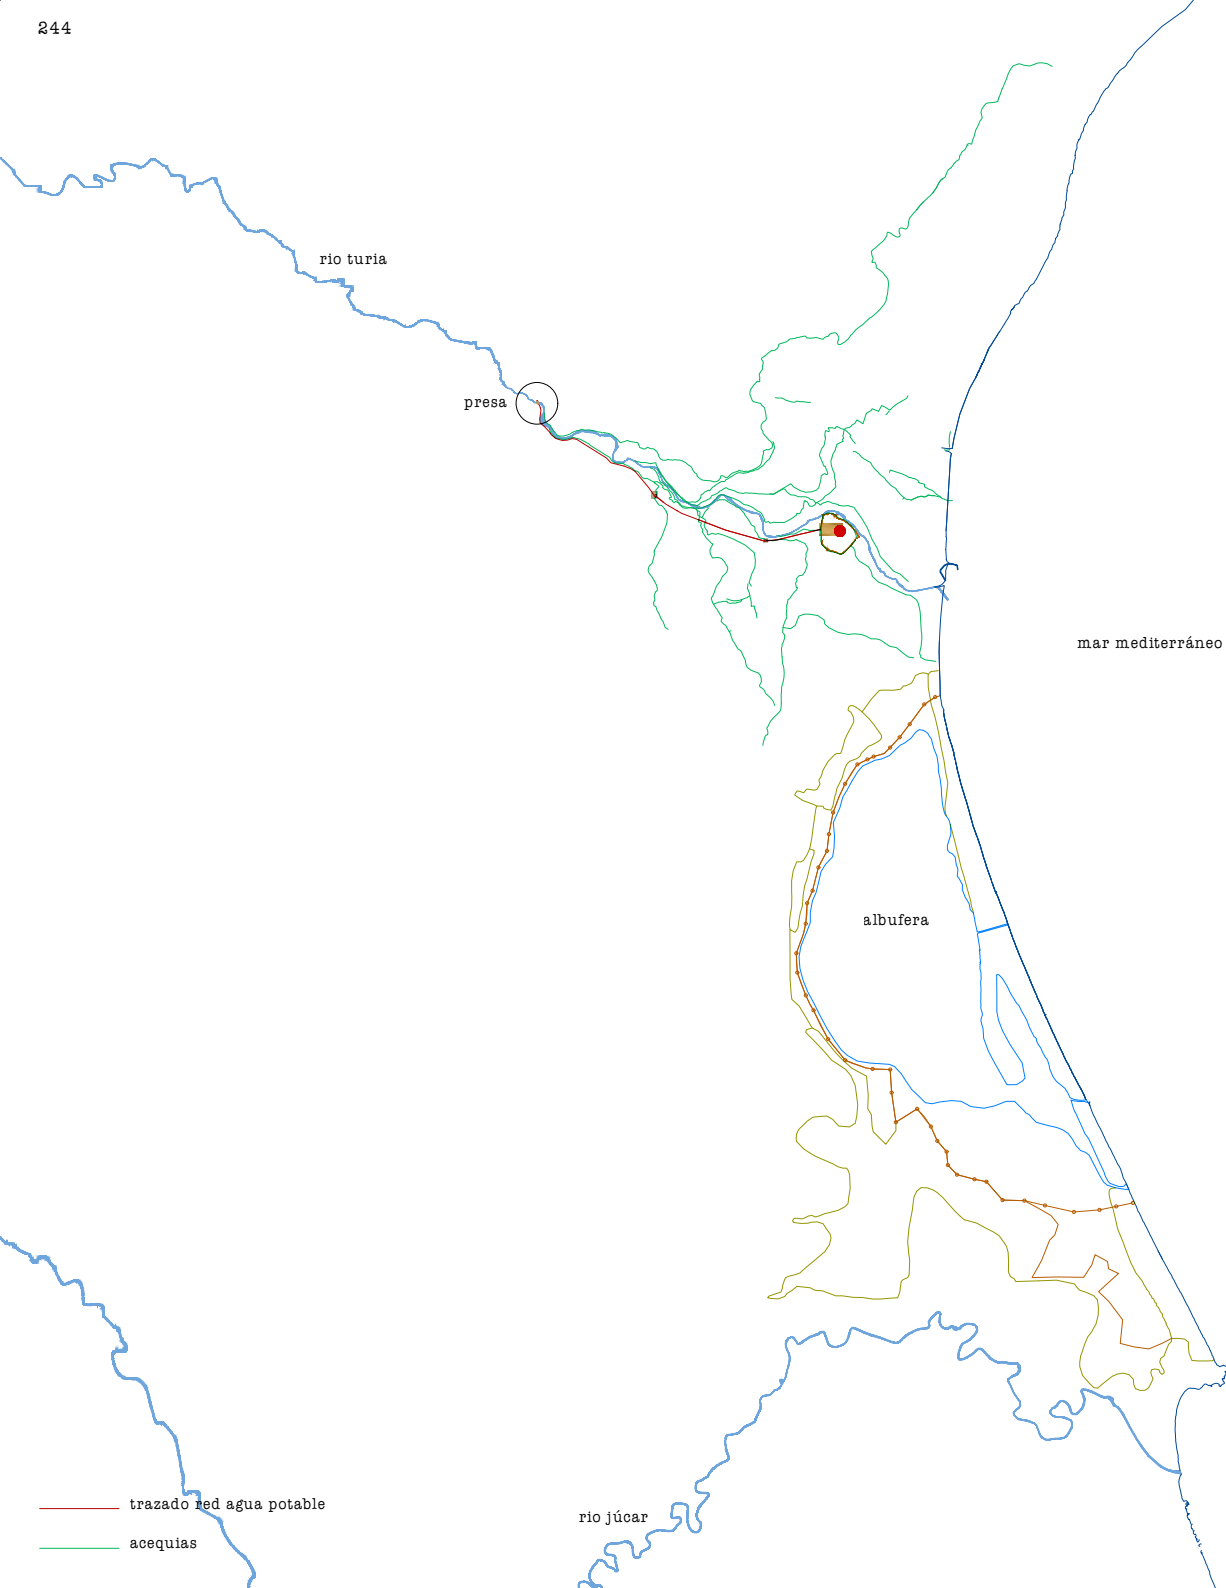 244
rio turia
presa
mar mediterráneo
albufera
trazado red agua potable
rio júcar
acequias